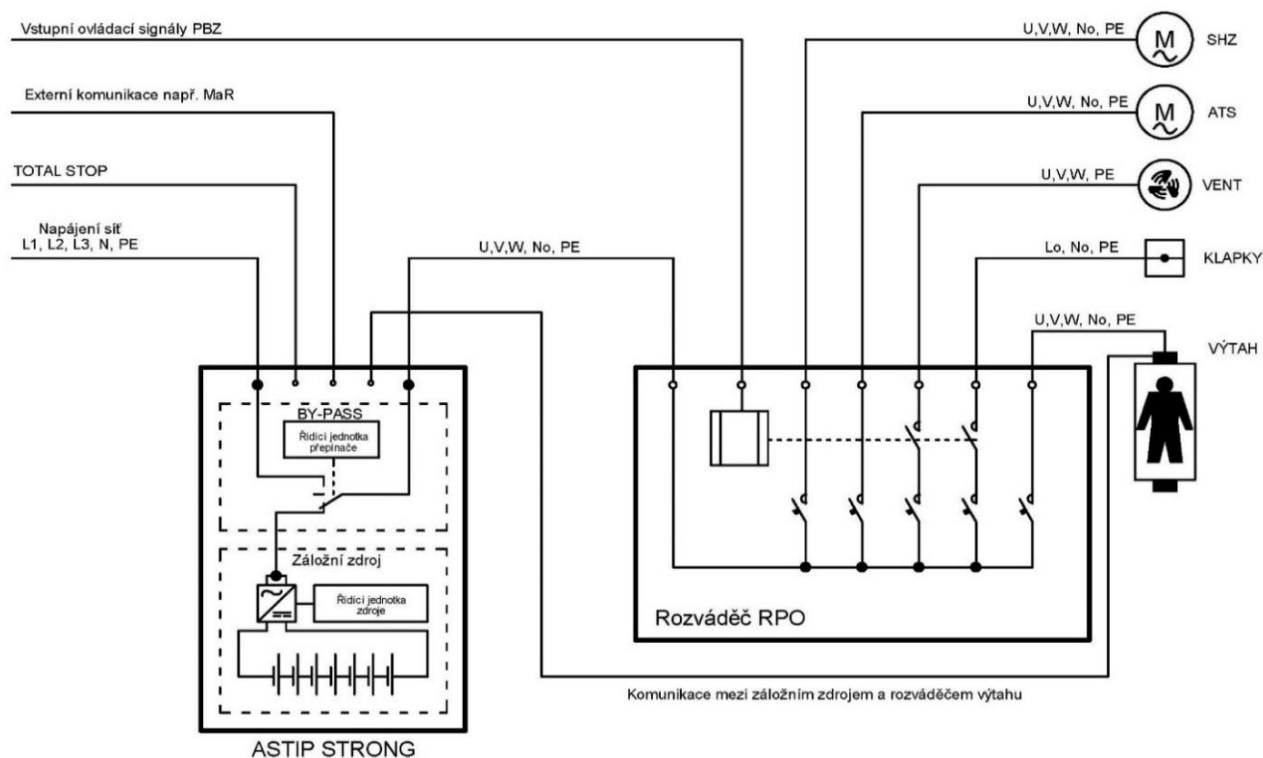 Vstupní ovládací signály PBZ
U,V,W, No, PE
M
SHZ
Externí komunikace např. MaR
U,V,W, No, PE
M
ATS
TOTAL STOP
U,V,W, PE
VENT
Napájení síť
L1, L2, L3, N, PE
U,V,W, No, PE
Lo, No, PE
KLAPKY
U,V,W, No, PE
VÝTAH
BY-PASS
Řídicí jednotka
přepínače
Záložní zdroj
Řídicí jednotka
zdroje
Rozváděč RPO
Komunikace mezi záložním zdrojem a rozváděčem výtahu
ASTIP STRONG